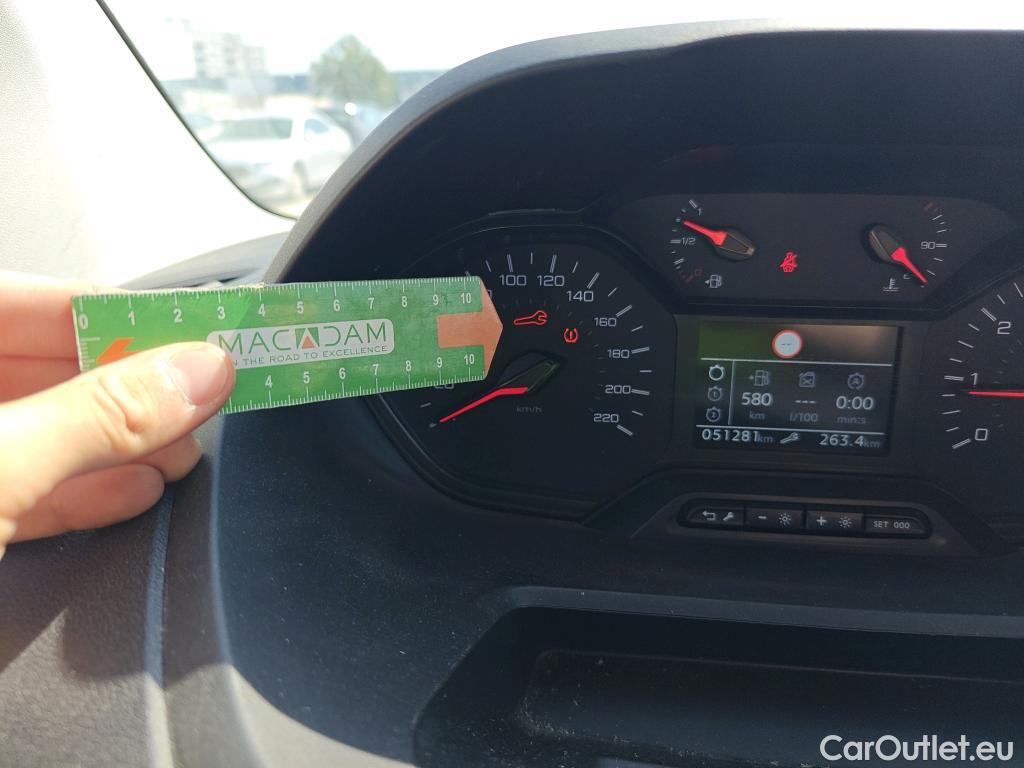 0 1 2 3 4 5 6 7 8 9 10
MACADAM
N THE ROAD TO EXCELLENCE
4 5 6 7 8 9 10
100 120 140 160 180 200 220
km/h
1
1/2
90
580 --- 0:00
km l/100 min:s
051281km 263.4km
SET 000
2
1
0
CarOutlet.eu